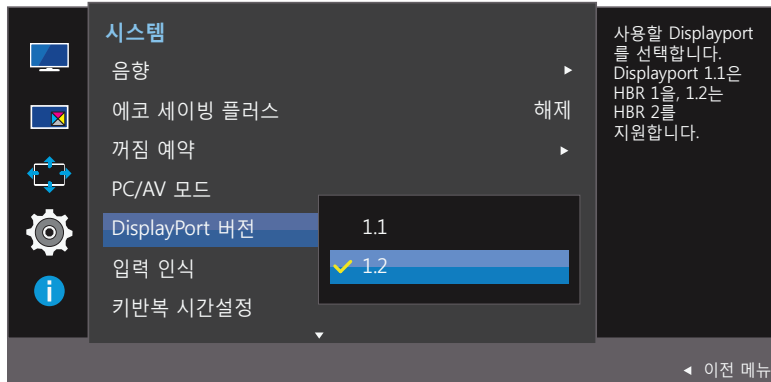 시스템
음향
에코 세이빙 플러스 해제
꺼짐 예약
PC/AV 모드
DisplayPort 버전
1.1
1.2
입력 인식
키반복 시간설정
사용할 Displayport
를 선택합니다.
Displayport 1.1은
HBR 1을, 1.2는
HBR 2를
지원합니다.
이전 메뉴